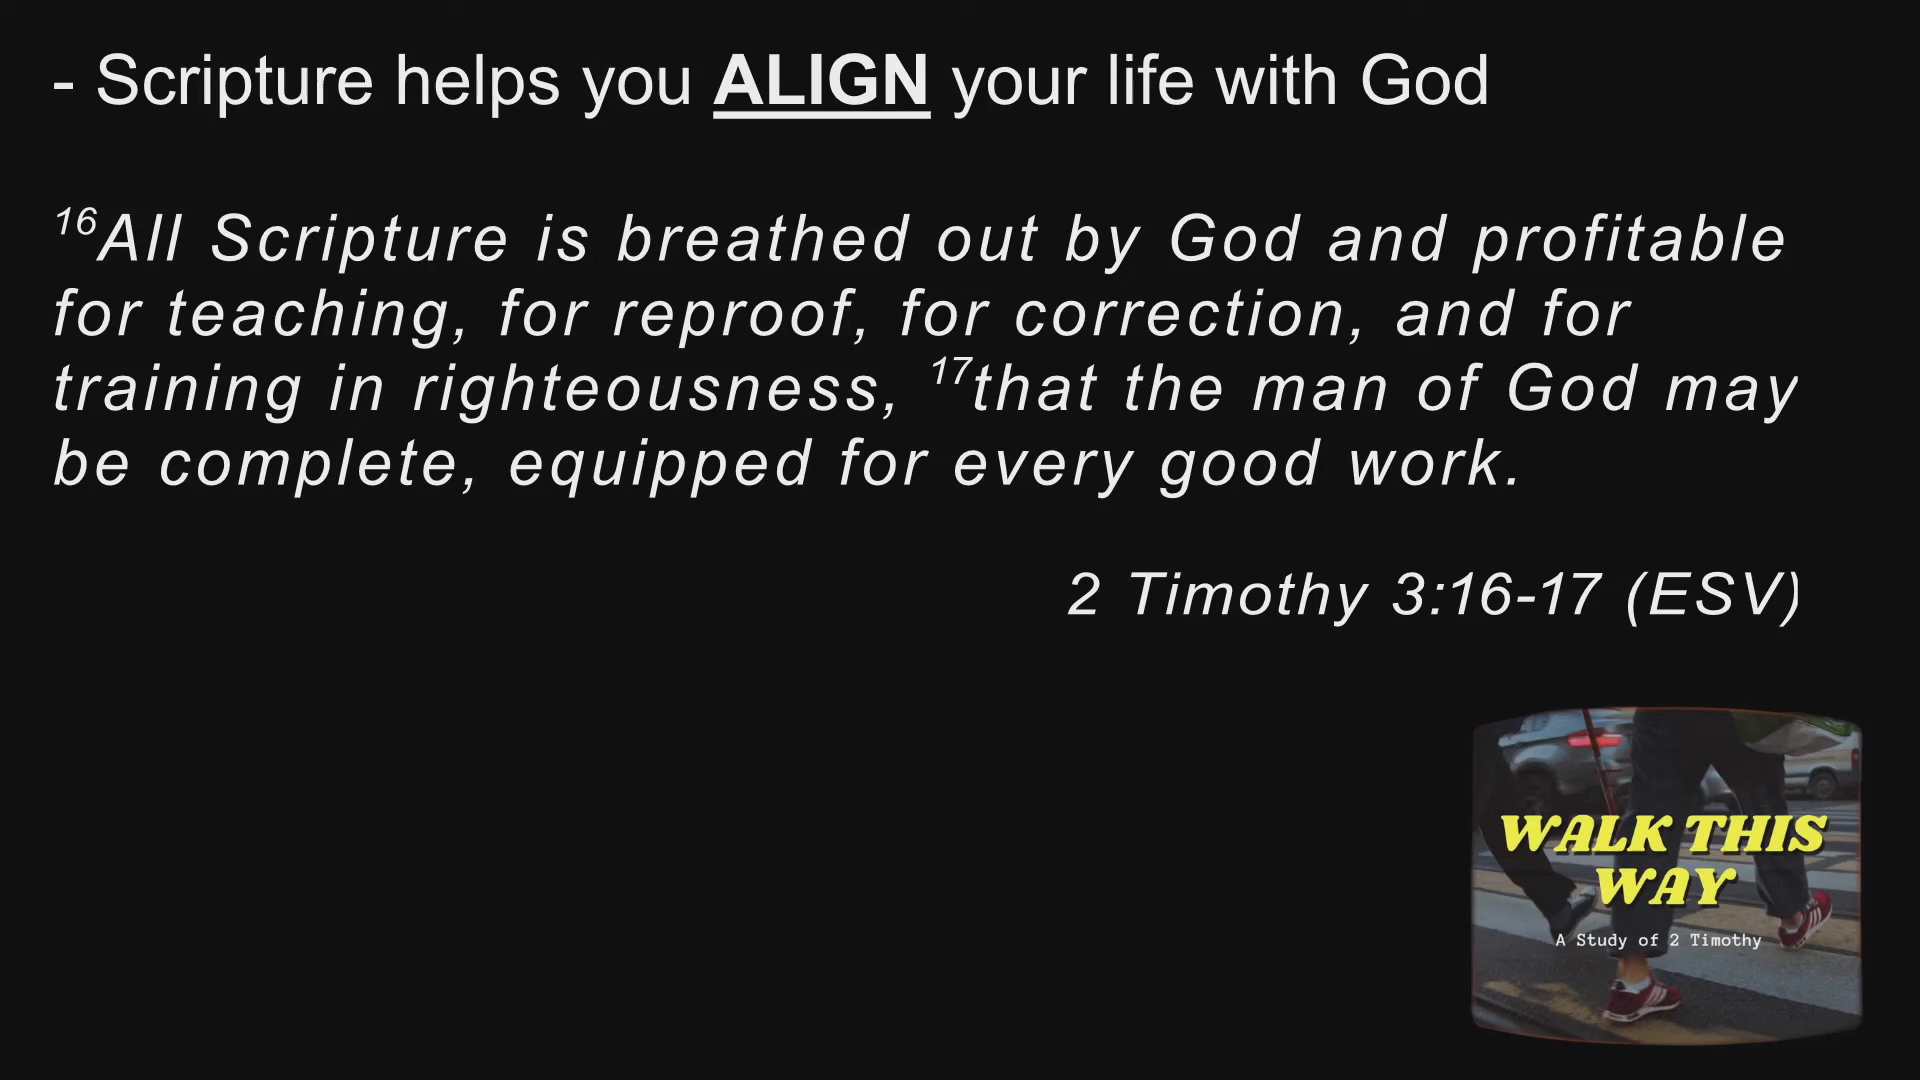 - Scripture helps you ALIGN your life with God
16All Scripture is breathed out by God and profitable
for teaching, for reproof, for correction, and for
training in righteousness, 17that the man of God may
be complete, equipped for every good work.
2 Timothy 3:16-17 (ESV)
WALK THIS
WAY
A Study of 2 Timothy